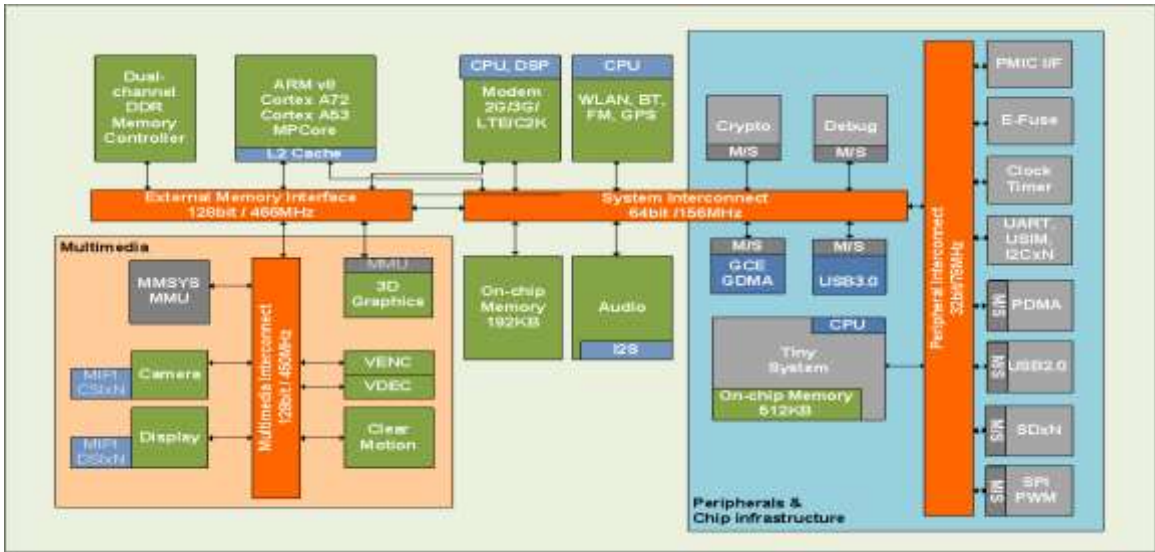 Dual-
channel
DDR
Memory
Controller
ARM v8
Cortex A72
Cortex A53
MPCore
L2 Cache
CPU, DSP
Modem
2G/3G/
LTE/C2K
CPU
WLAN, BT,
FM, GPS
Crypto
M/S
Debug
M/S
PMIC I/F
E-Fuse
Clock
Timer
UART,
USIM,
I2CxN
M/S
PDMA
M/S
USB2.0
M/S
SDxN
M/S
SPI
PWM
External Memory Interface
128bit / 466MHz
System Interconnect
64bit /156MHz
Peripheral Interconnect
32bit/78MHz
Multimedia
MMSYS
MMU
MMU
3D
Graphics
Multimedia Interconnect
128bit / 450MHz
MIPI
CSIxN
Camera
VENC
VDEC
MIPI
DSIxN
Display
Clear
Motion
On-chip
Memory
192KB
Audio
I2S
M/S
GCE
GDMA
M/S
USB3.0
CPU
Tiny
System
On-chip Memory
512KB
Peripherals &
Chip infrastructure